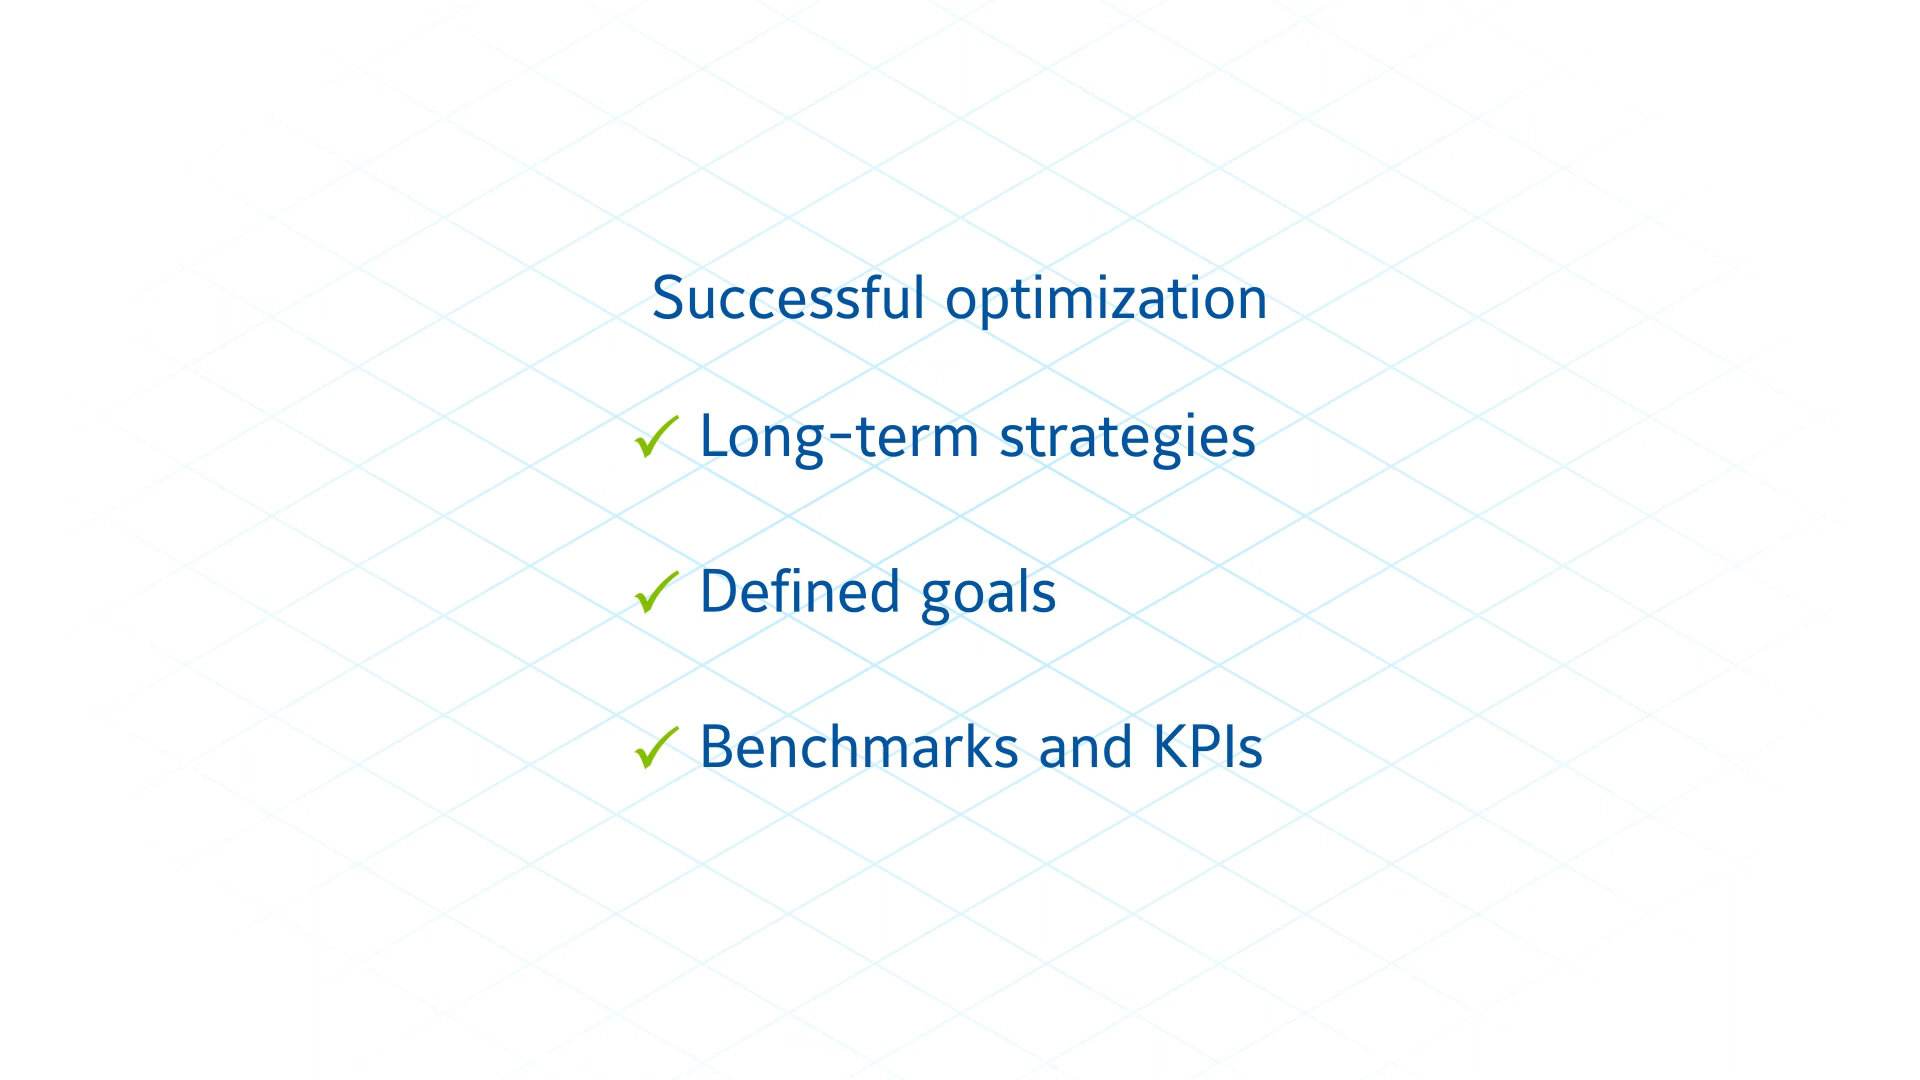 Successful optimization
✓ Long-term strategies
✓ Defined goals
✓ Benchmarks and KPIs